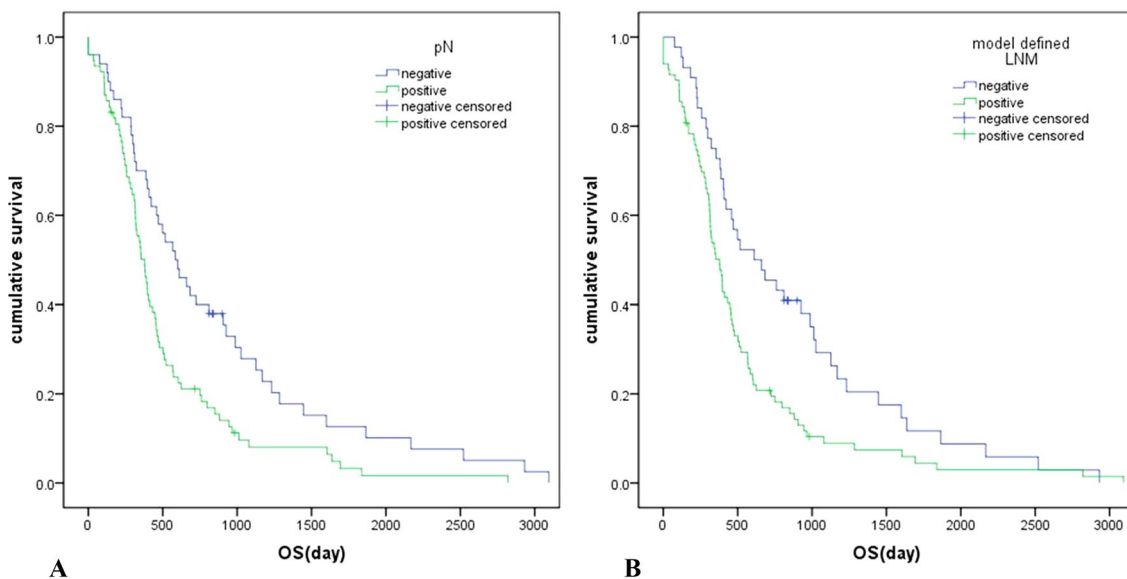 pN
negative
positive
negative censored
positive censored
cumulative survival
1.0
0.8
0.6
0.4
0.2
0.0
0 500 1000 1500 2000 2500 3000
OS(day)
A
model defined
LNM
negative
positive
negative censored
positive censored
cumulative survival
1.0
0.8
0.6
0.4
0.2
0.0
0 500 1000 1500 2000 2500 3000
OS(day)
B